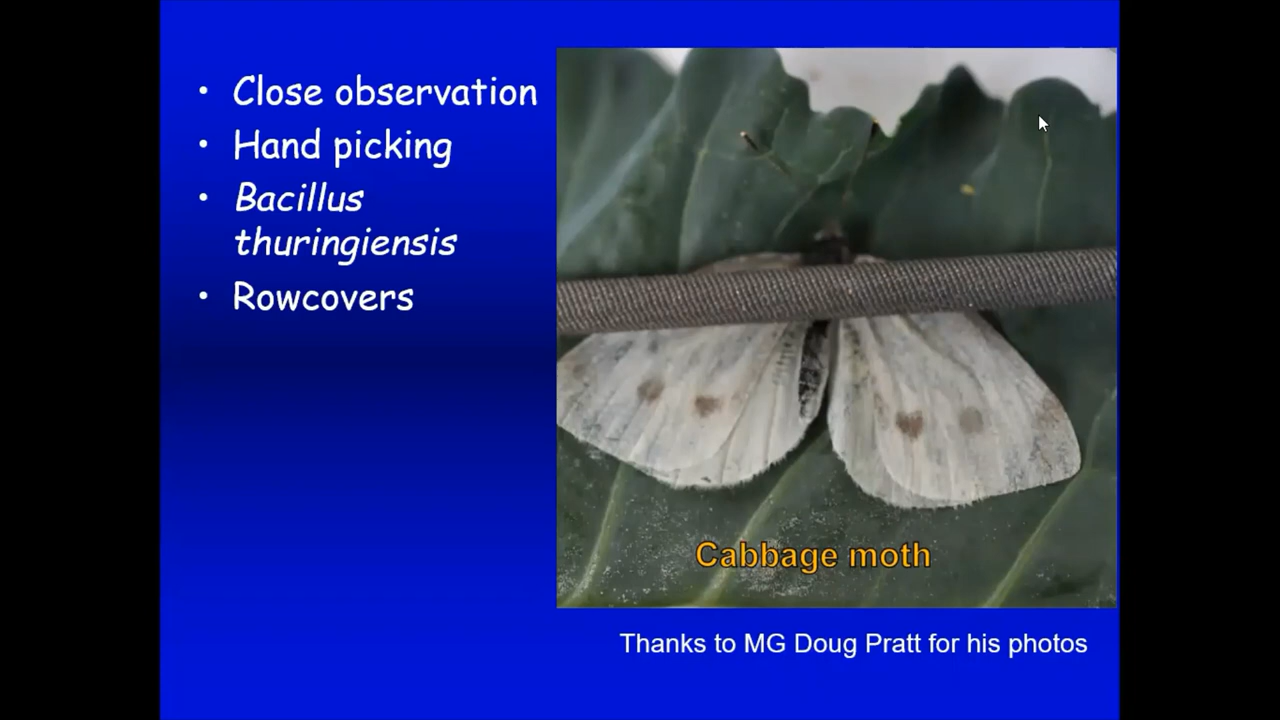 • Close observation
• Hand picking
• Bacillus
thuringiensis
• Rowcovers
Cabbage moth
Thanks to MG Doug Pratt for his photos